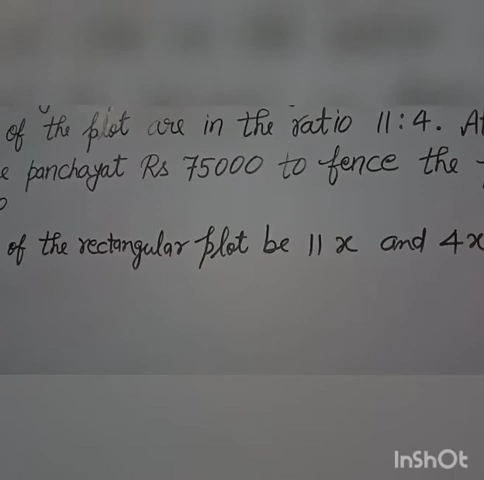 of the plot are in the ratio 11:4. At
panchayat Rs 75000 to fence the
of the rectangular plot be 11x and 4x
InShOt